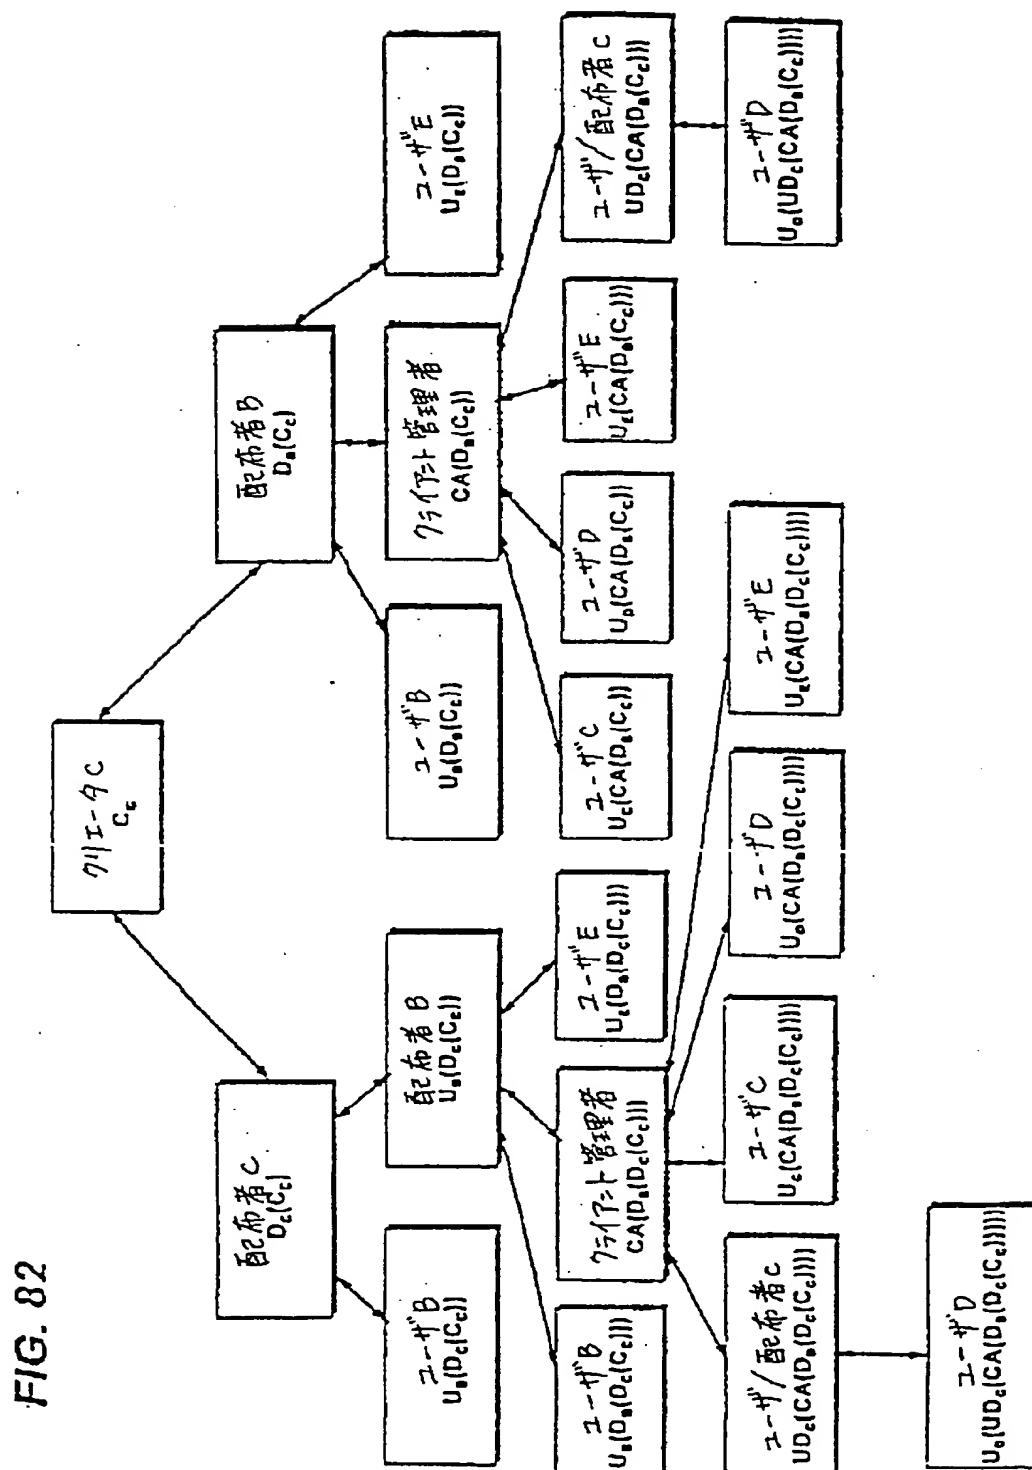 FIG. 82
クリエータC
Cc
配布者C
Dc(Cc)
配布者B
DB(Cc)
ユーザB
UB(Dc(Cc))
配布者B
UB(Dc(Cc))
ユーザB
UB(DB(Cc))
クライアント管理者
CA(DB(Cc))
ユーザE
UE(DB(Cc))
ユーザB
UB(DB(Dc(Cc)))
クライアント管理者
CA(DB(Dc(Cc)))
ユーザE
UE(DB(Dc(Cc)))
ユーザC
Uc(CA(DB(Cc))
ユーザD
UD(CA(DB(Cc))
ユーザE
UE(CA(DB(Cc)))
ユーザ/配布者C
UDc(CA(DB(Cc)))
ユーザ/配布者C
UDc(CA(DB(Dc(Cc))))
ユーザC
Uc(CA(DB(Dc(Cc))))
ユーザD
UD(CA(DB(Dc(Cc))))
ユーザE
UE(CA(DB(Dc(Cc))))
ユーザD
UD(UDc(CA(DB(Cc))))
ユーザD
UD(UDc(CA(DB(Dc(Cc)))))